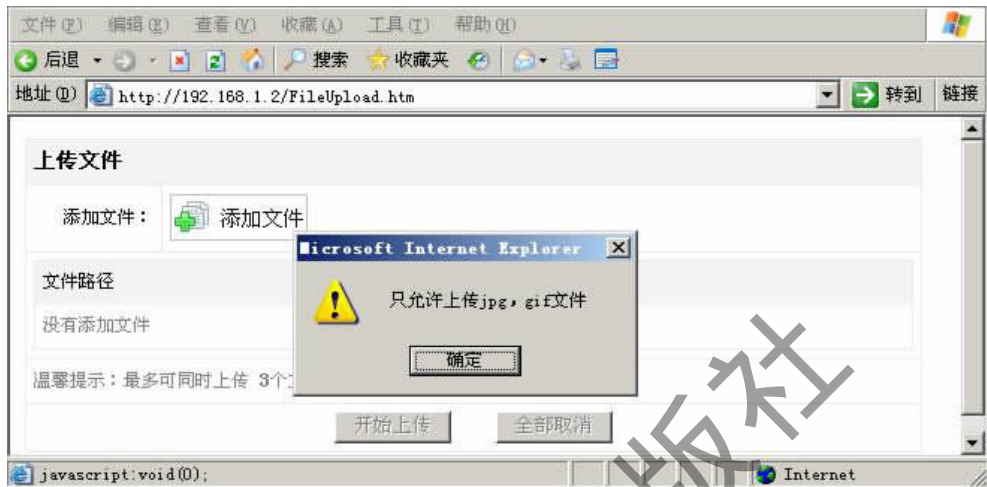 文件(F) 编辑(E) 查看(V) 收藏(A) 工具(T) 帮助(H)
后退 搜索 收藏夹
地址(D) http://192.168.1.2/FileUpload.htm 转到 链接
上传文件
添加文件： 添加文件
Microsoft Internet Explorer
文件路径
只允许上传jpg，gif文件
没有添加文件
确定
温馨提示：最多可同时上传 3个
开始上传 全部取消
javascript:void(0); Internet
版社